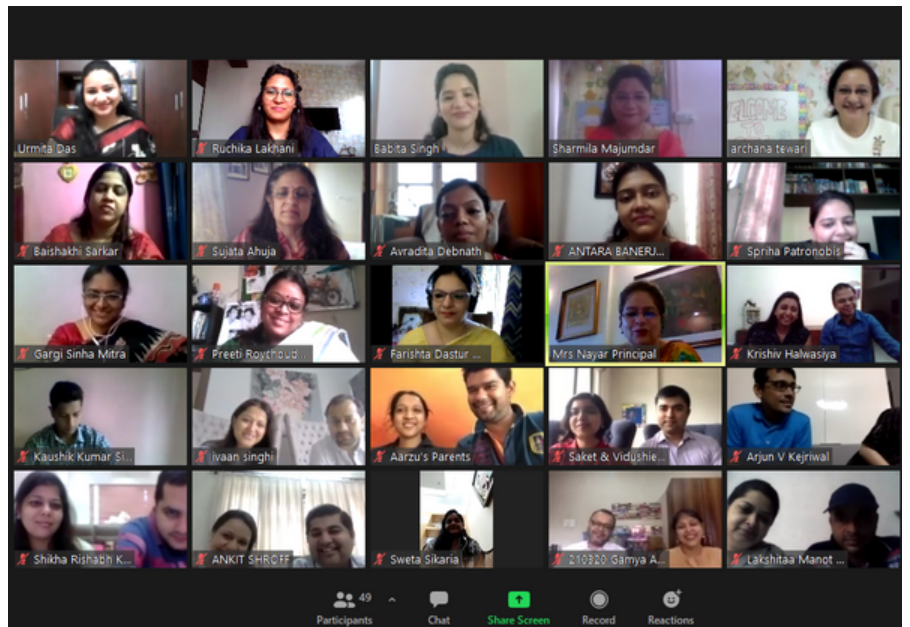 Urmita Das
Ruchika Lakhani
Babita Singh
Sharmila Majumdar
WELCOME
TO
archana tewari
Baishakhi Sarkar
Sujata Ahuja
Avradita Debnath
ANTARA BANERJ...
Spriha Patronobis
Gargi Sinha Mitra
Preeti Roychoud...
Farishta Dastur ...
Mrs Nayar Principal
Krishiv Halwasiya
Kaushik Kumar Si...
ivaan singhi
Aarzu's Parents
Saket & Vidushie...
Arjun V Kejriwal
Shikha Rishabh K...
ANKIT SHROFF
Sweta Sikaria
210320 Gamya A...
Lakshitaa Manot ...
49
Participants
Chat
Share Screen
Record
Reactions